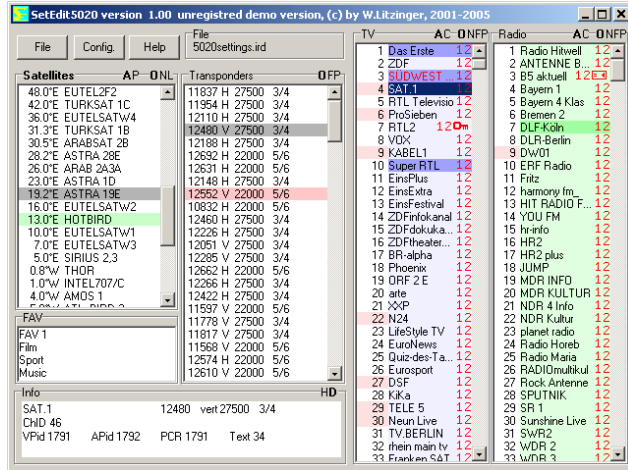 SetEdit5020 version 1.00 unregistred demo version, (c) by W.Litzinger, 2001-2005
File Config. Help
File
5020settings.ird
Satellites AP ONL
48.0°E EUTEL2F2
42.0°E TURKSAT 1C
36.0°E EUTELSATW4
31.3°E TURKSAT 1B
30.5°E ARABSAT 2B
28.2°E ASTRA 28E
26.0°E ARAB 2A3A
23.0°E ASTRA 1D
19.2°E ASTRA 19E
16.0°E EUTELSATW2
13.0°E HOTBIRD
10.0°E EUTELSATW1
7.0°E EUTELSATW3
5.0°E SIRIUS 2,3
0.8°W THOR
1.0°W INTEL707/C
4.0°W AMOS 1
Transponders OFP
11837 H 27500 3/4
11954 H 27500 3/4
12110 H 27500 3/4
12480 V 27500 3/4
12188 H 27500 3/4
12692 H 22000 5/6
12631 H 22000 5/6
12148 H 27500 3/4
12552 V 22000 5/6
10832 H 22000 5/6
12460 H 27500 3/4
12226 H 27500 3/4
12051 V 27500 3/4
12285 V 27500 3/4
12662 H 22000 5/6
12266 H 27500 3/4
12422 H 27500 3/4
11597 V 22000 5/6
11778 V 27500 3/4
11817 V 27500 3/4
11568 V 22000 5/6
12574 H 22000 5/6
12610 V 22000 5/6
FAV
FAV 1
Film
Sport
Music
Info HD
SAT.1 12480 vert 27500 3/4
ChID 46
VPid 1791 APid 1792 PCR 1791 Text 34
TV AC ONFP
1 Das Erste 12
2 ZDF 12
3 SÜDWEST ... 12
4 SAT.1 12
5 RTL Televisio 12
6 ProSieben 12
7 RTL2 12
8 VOX 12
9 KABEL1 12
10 Super RTL 12
11 EinsPlus 12
12 EinsExtra 12
13 EinsFestival 12
14 ZDFinfokanal 12
15 ZDFdokuka... 12
16 ZDFtheater... 12
17 BR-alpha 12
18 Phoenix 12
19 ORF 2 E 12
20 arte 12
21 XXP 12
22 N24 12
23 LifeStyle TV 12
24 EuroNews 12
25 Quiz-des-Ta... 12
26 Eurosport 12
27 DSF 12
28 KiKa 12
29 TELE 5 12
30 Neun Live 12
31 TV.BERLIN 12
32 rhein main tv 12
33 Franken SAT 12
Radio AC ONFP
1 Radio Hitwell 12
2 ANTENNE B... 12
3 B5 aktuell 12
4 Bayern 1 12
5 Bayern 4 Klas 12
6 Bremen 2 12
7 DLF-Köln 12
8 DLR-Berlin 12
9 DW01 12
10 ERF Radio 12
11 Fritz 12
12 harmony fm_ 12
13 HIT RADIO F... 12
14 YOU FM 12
15 hr-info 12
16 HR2 12
17 HR2 plus 12
18 JUMP 12
19 MDR INFO 12
20 MDR KULTUR 12
21 NDR 4 Info 12
22 NDR Kultur 12
23 planet radio 12
24 Radio Horeb 12
25 Radio Maria 12
26 RADIOmultikul 12
27 Rock Antenne 12
28 SPUTNIK 12
29 SR 1 12
30 Sunshine Live 12
31 SWR2 12
32 WDR 2 12
33 WDR 3 12